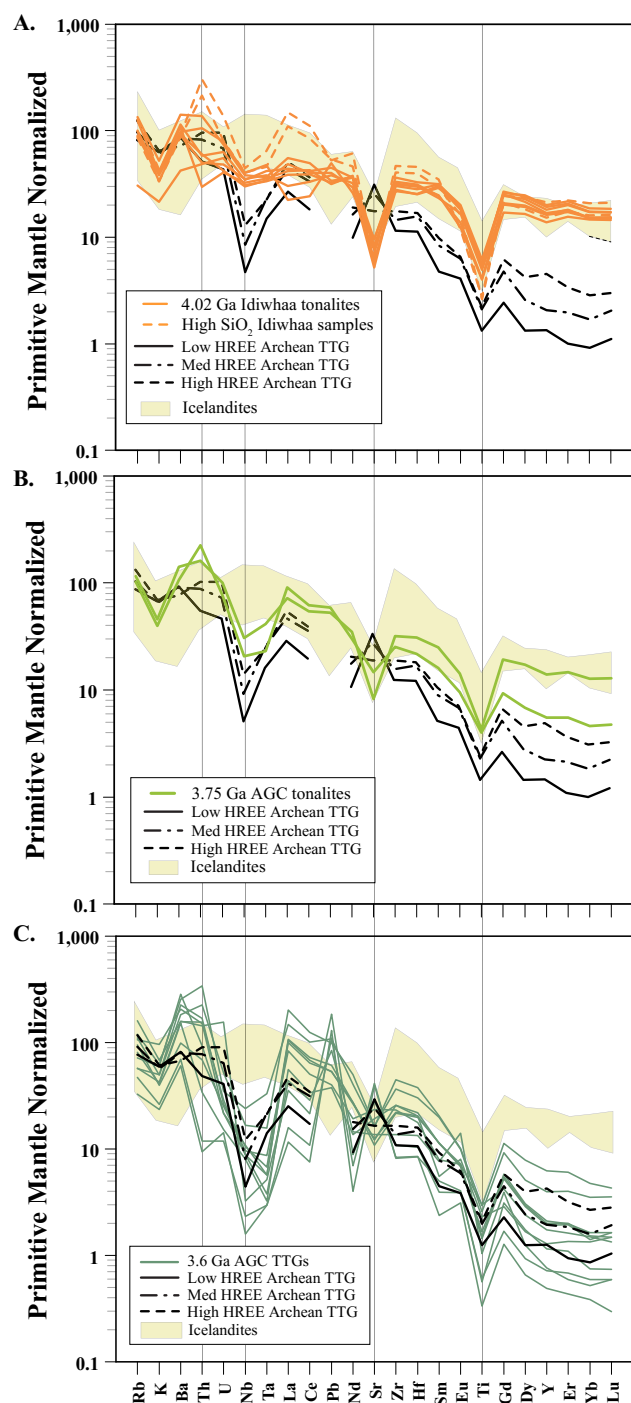 A.
1,000
100
10
1
0.1
Primitive Mantle Normalized
4.02 Ga Idiwhaa tonalites
High SiO2 Idiwhaa samples
Low HREE Archean TTG
Med HREE Archean TTG
High HREE Archean TTG
Icelandites
B.
1,000
100
10
1
0.1
Primitive Mantle Normalized
3.75 Ga AGC tonalites
Low HREE Archean TTG
Med HREE Archean TTG
High HREE Archean TTG
Icelandites
C.
1,000
100
10
1
0.1
Primitive Mantle Normalized
3.6 Ga AGC TTGs
Low HREE Archean TTG
Med HREE Archean TTG
High HREE Archean TTG
Icelandites
Rb
K
Ba
Th
U
Nb
Ta
La
Ce
Pb
Nd
Sr
Zr
Hf
Sm
Eu
Ti
Gd
Dy
Y
Er
Yb
Lu